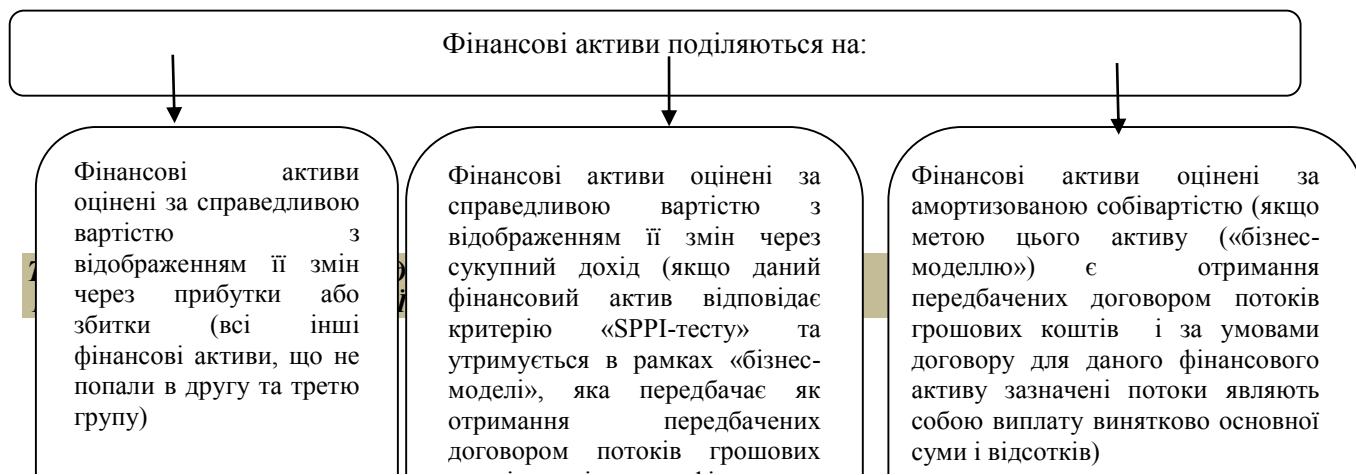 Фінансові активи поділяються на:
Фінансові активи
оцінені за справедливою
вартістю з
відображенням її змін
через прибутки або
збитки (всі інші
фінансові активи, що не
попали в другу та третю
групу)
Фінансові активи оцінені за
справедливою вартістю з
відображенням її змін через
сукупний дохід (якщо даний
фінансовий актив відповідає
критерію «SPPI-тесту» та
утримується в рамках «бізнес-
моделі», яка передбачає як
отримання передбачених
договором потоків грошових
Фінансові активи оцінені за
амортизованою собівартістю (якщо
метою цього активу («бізнес-
моделлю») є отримання
передбачених договором потоків
грошових коштів і за умовами
договору для даного фінансового
активу зазначені потоки являють
собою виплату винятково основної
суми і відсотків)